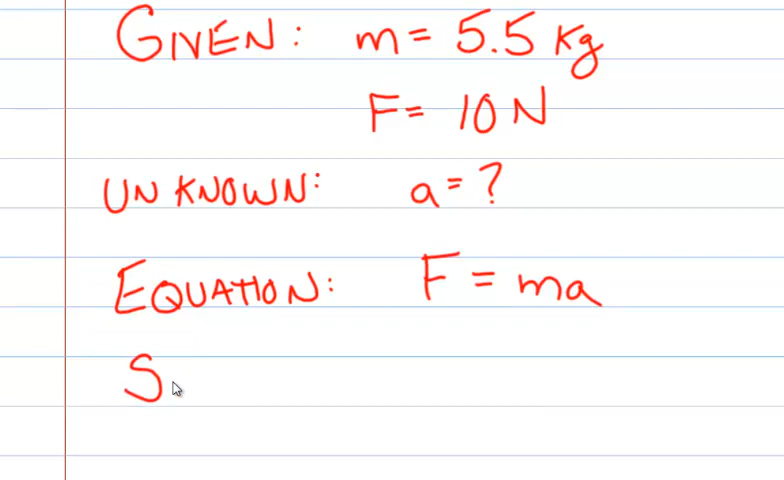 GIVEN: m = 5.5 kg
F = 10 N
UNKNOWN: a = ?
EQUATION: F = ma
S